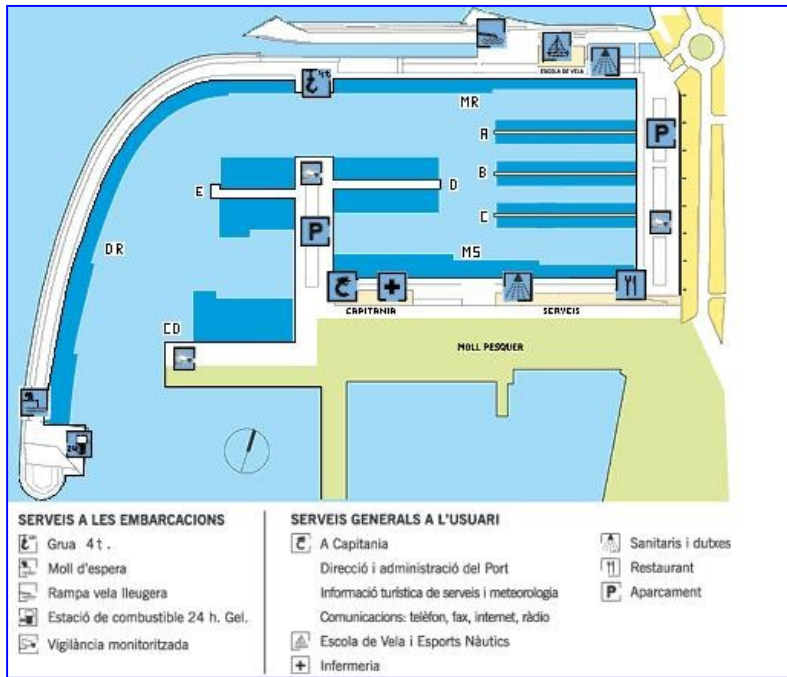 ESCOLA DE VELA
4t
MR
A
P
B
E
D
P
C
DR
MS
CAPITANIA
SERVEIS
CD
MOLL PESQUER
24
SERVEIS A LES EMBARCACIONS
Grua 4t.
Moll d'espera
Rampa vela lleugera
Estació de combustible 24 h. Gel.
Vigilància monitoritzada
SERVEIS GENERALS A L'USUARI
A Capitania
Direcció i administració del Port
Informació turística de serveis i meteorologia
Comunicacions: telèfon, fax, internet, ràdio
Escola de Vela i Esports Nàutics
Infermeria
Sanitaris i dutxes
Restaurant
P Aparcament